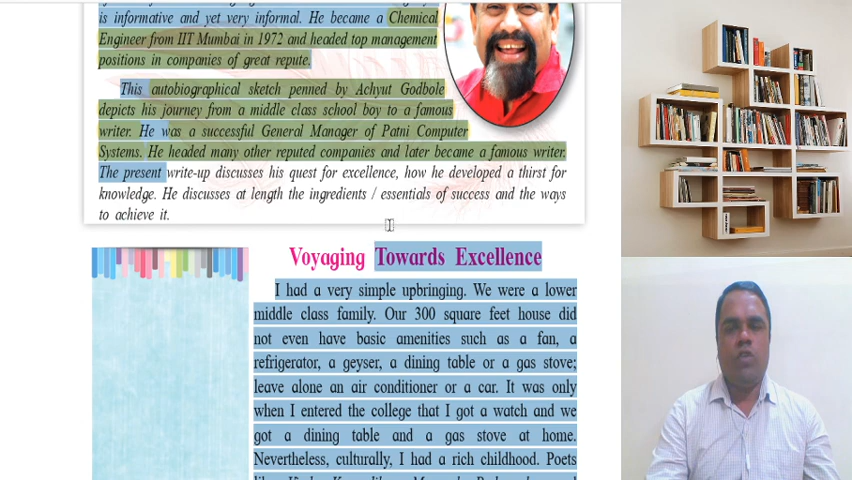 is informative and yet very informal. He became a Chemical
Engineer from IIT Mumbai in 1972 and headed top management
positions in companies of great repute.
This autobiographical sketch penned by Achyut Godbole
depicts his journey from a middle class school boy to a famous
writer. He was a successful General Manager of Patni Computer
Systems. He headed many other reputed companies and later became a famous writer.
The present write-up discusses his quest for excellence, how he developed a thirst for
knowledge. He discusses at length the ingredients / essentials of success and the ways
to achieve it.
Voyaging Towards Excellence
I had a very simple upbringing. We were a lower
middle class family. Our 300 square feet house did
not even have basic amenities such as a fan, a
refrigerator, a geyser, a dining table or a gas stove;
leave alone an air conditioner or a car. It was only
when I entered the college that I got a watch and we
got a dining table and a gas stove at home.
Nevertheless, culturally, I had a rich childhood. Poets